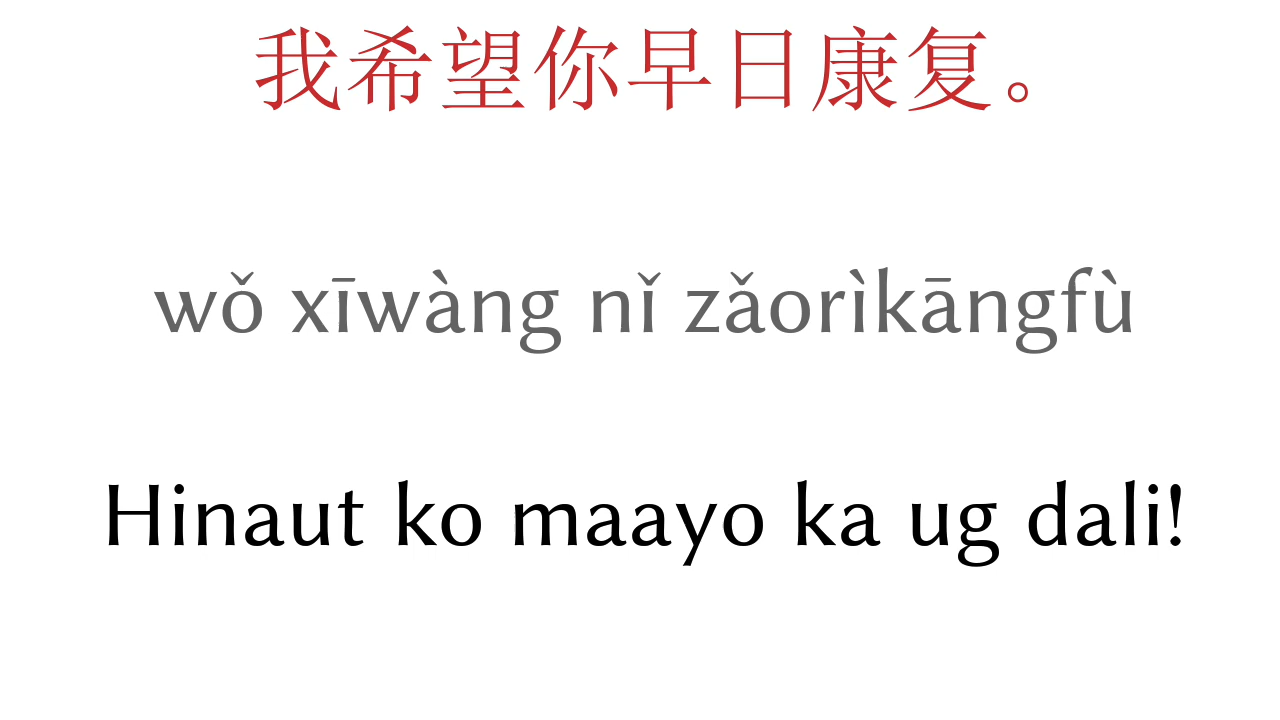 我希望你早日康复。
wǒ xīwàng nǐ zǎorìkāngfù
Hinaut ko maayo ka ug dali!